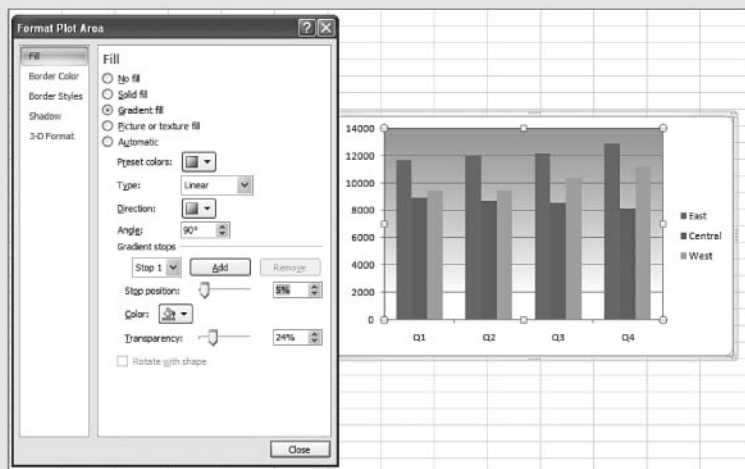 Format Plot Area
Fill
Border Color
Border Styles
Shadow
3-D Format
Fill
No fill
Solid fill
Gradient fill
Picture or texture fill
Automatic
Preset colors:
Type: Linear
Direction:
Angle: 90°
Gradient stops
Stop 1 Add Remove
Stop position: 5%
Color:
Transparency: 24%
Rotate with shape
Close
14000
12000
10000
8000
6000
4000
2000
0
Q1 Q2 Q3 Q4
East
Central
West